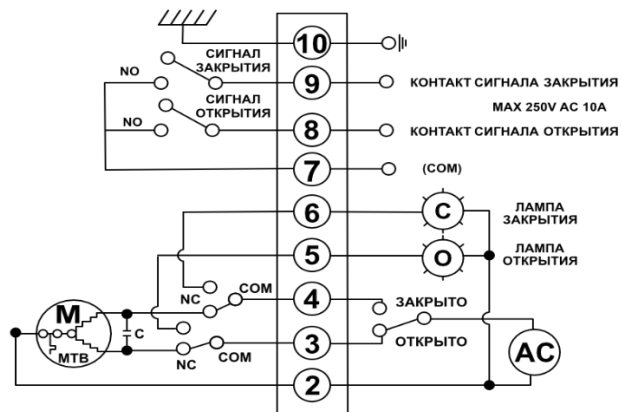 10
СИГНАЛ
ЗАКРЫТИЯ
NO
9
КОНТАКТ СИГНАЛА ЗАКРЫТИЯ
СИГНАЛ
ОТКРЫТИЯ
MAX 250V AC 10A
NO
8
КОНТАКТ СИГНАЛА ОТКРЫТИЯ
7
(COM)
6
C
ЛАМПА
ЗАКРЫТИЯ
5
O
ЛАМПА
ОТКРЫТИЯ
NC
COM
4
ЗАКРЫТО
M
C
MTB
NC
COM
3
ОТКРЫТО
AC
2